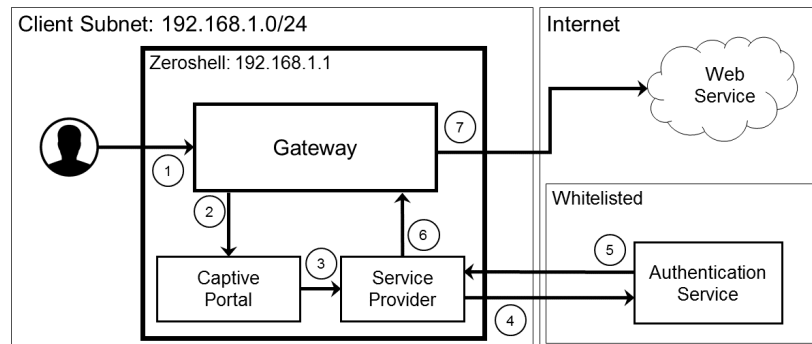 Client Subnet: 192.168.1.0/24
Internet
Zeroshell: 192.168.1.1
Web
Service
Gateway
7
1
2
Whitelisted
6
5
3
Captive
Portal
Service
Provider
Authentication
Service
4